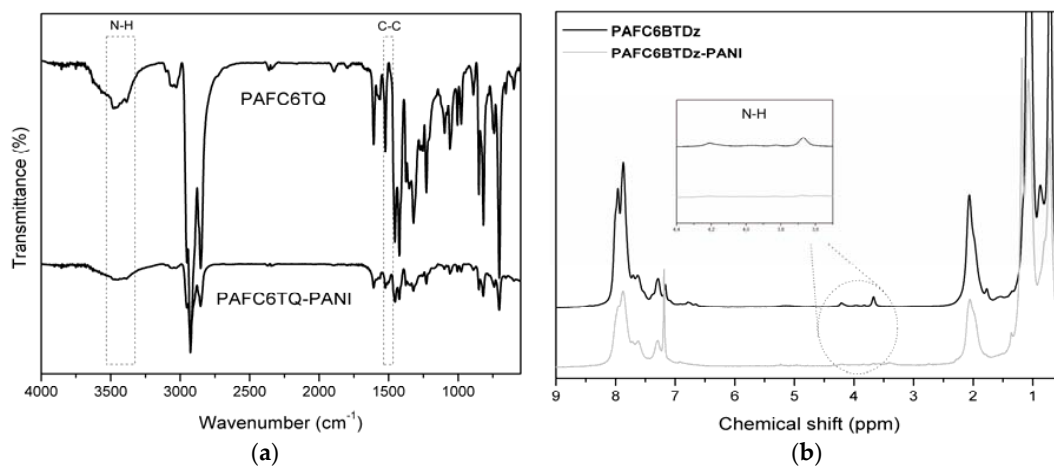 N-H
C-C
PAFC6TQ
PAFC6TQ-PANI
Transmittance (%)
4000 3500 3000 2500 2000 1500 1000
Wavenumber (cm⁻¹)
(a)
PAFC6BTDz
PAFC6BTDz-PANI
N-H
9 8 7 6 5 4 3 2 1
Chemical shift (ppm)
(b)